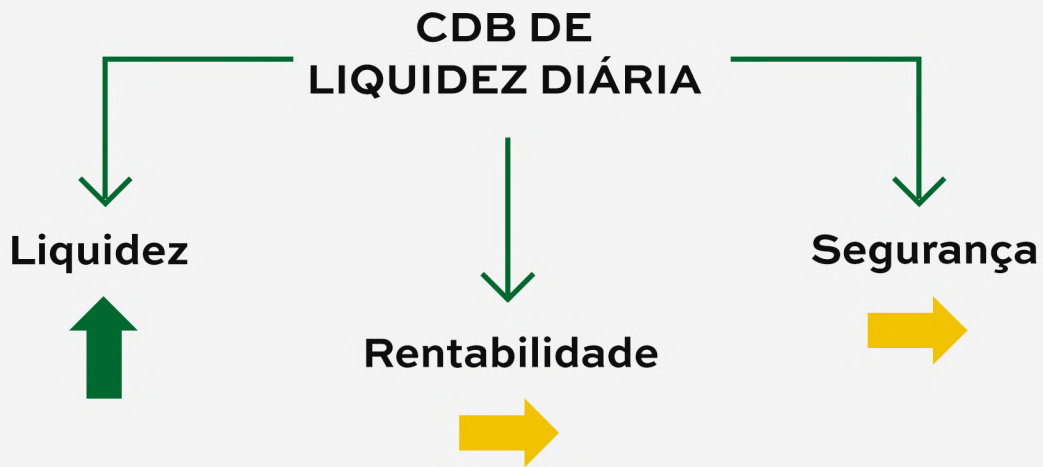 CDB DE
LIQUIDEZ DIÁRIA
Liquidez
Segurança
Rentabilidade